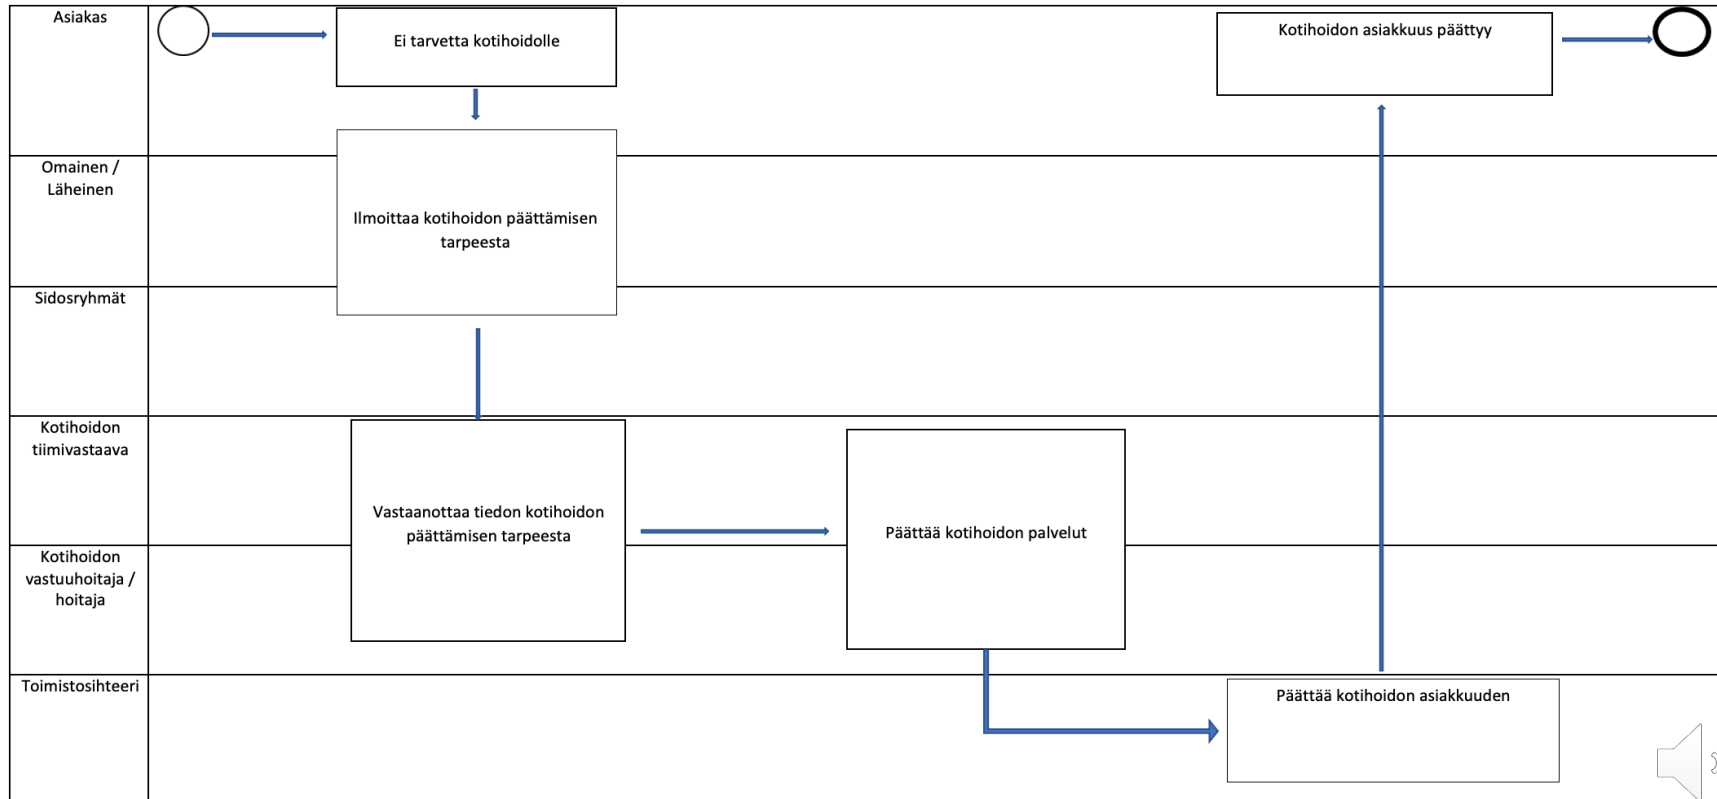 Asiakas
Ei tarvetta kotihoidolle
Kotihoidon asiakkuus päättyy
Omainen /
Läheinen
Ilmoittaa kotihoidon päättämisen
tarpeesta
Sidosryhmät
Kotihoidon
tiimivastaava
Vastaanottaa tiedon kotihoidon
päättämisen tarpeesta
Päättää kotihoidon palvelut
Kotihoidon
vastuuhoitaja /
hoitaja
Toimistosihteeri
Päättää kotihoidon asiakkuuden